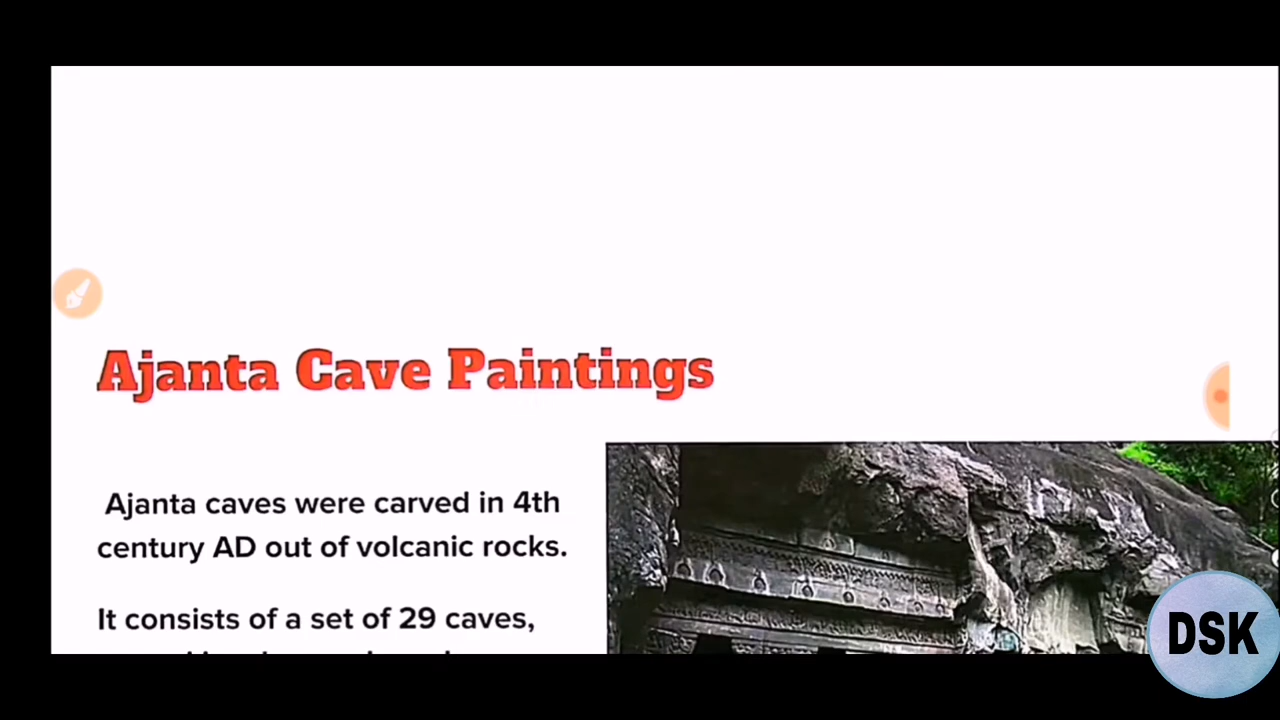 Ajanta Cave Paintings
Ajanta caves were carved in 4th
century AD out of volcanic rocks.
It consists of a set of 29 caves,
DSK